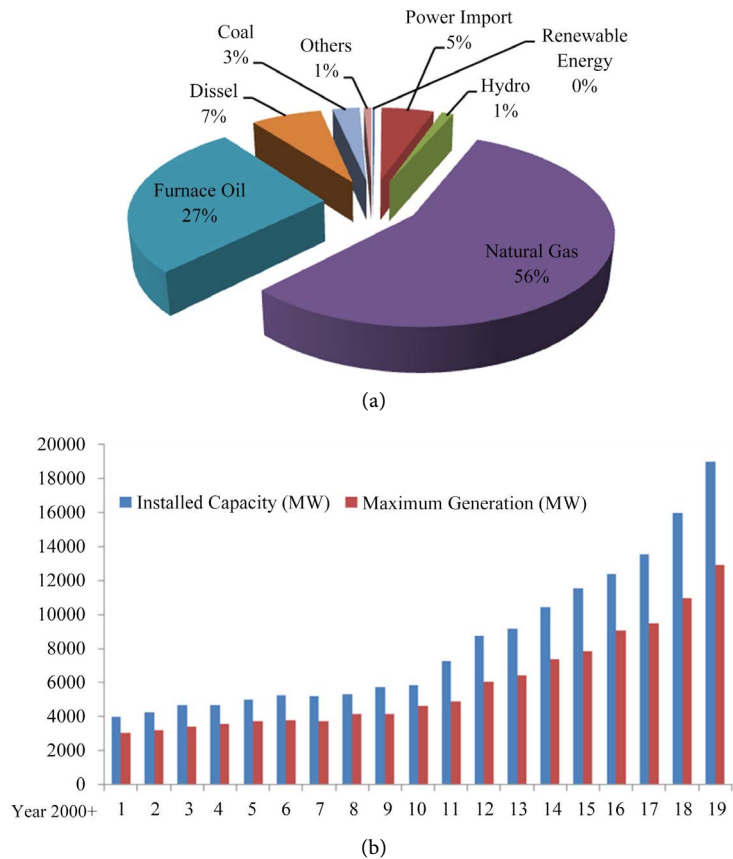 Coal
3%
Others
1%
Power Import
5%
Renewable
Energy
0%
Dissel
7%
Hydro
1%
Furnace Oil
27%
Natural Gas
56%
(a)
20000
18000
16000
14000
12000
10000
8000
6000
4000
2000
0
Installed Capacity (MW) Maximum Generation (MW)
Year 2000+ 1 2 3 4 5 6 7 8 9 10 11 12 13 14 15 16 17 18 19
(b)